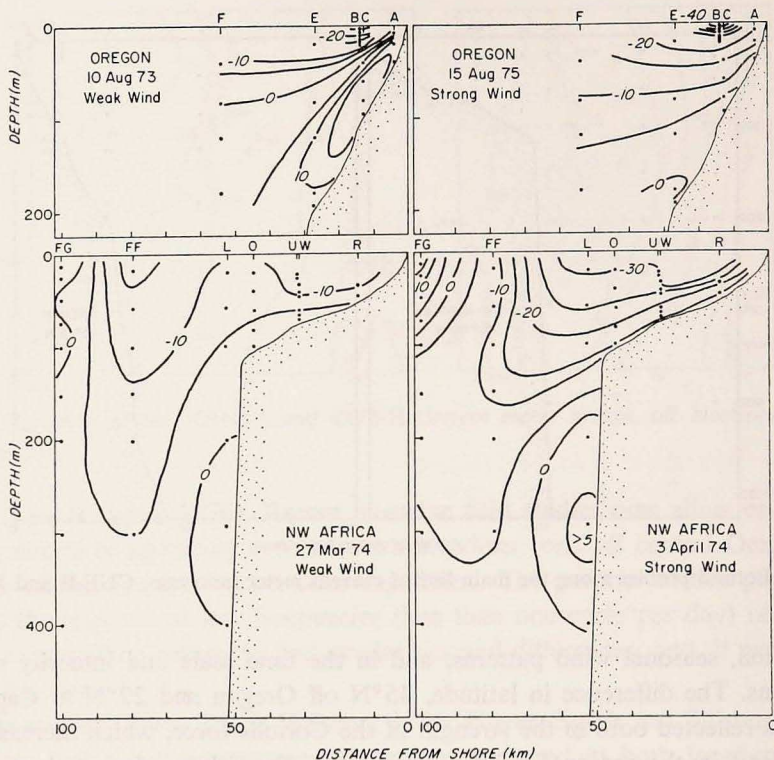 F E BC A
F E -40 BC A
0
DEPTH(m)
200
OREGON
10 Aug 73
Weak Wind
-20
-10
0
10
OREGON
15 Aug 75
Strong Wind
-20
-10
-0
FG FF L O UW R
FG FF L O UW R
0
DEPTH(m)
200
400
0
-10
-10
0
NW AFRICA
27 Mar 74
Weak Wind
10 0 -10 -20 -30
0
>5
NW AFRICA
3 April 74
Strong Wind
100 50 0 100 50 0
DISTANCE FROM SHORE (km)